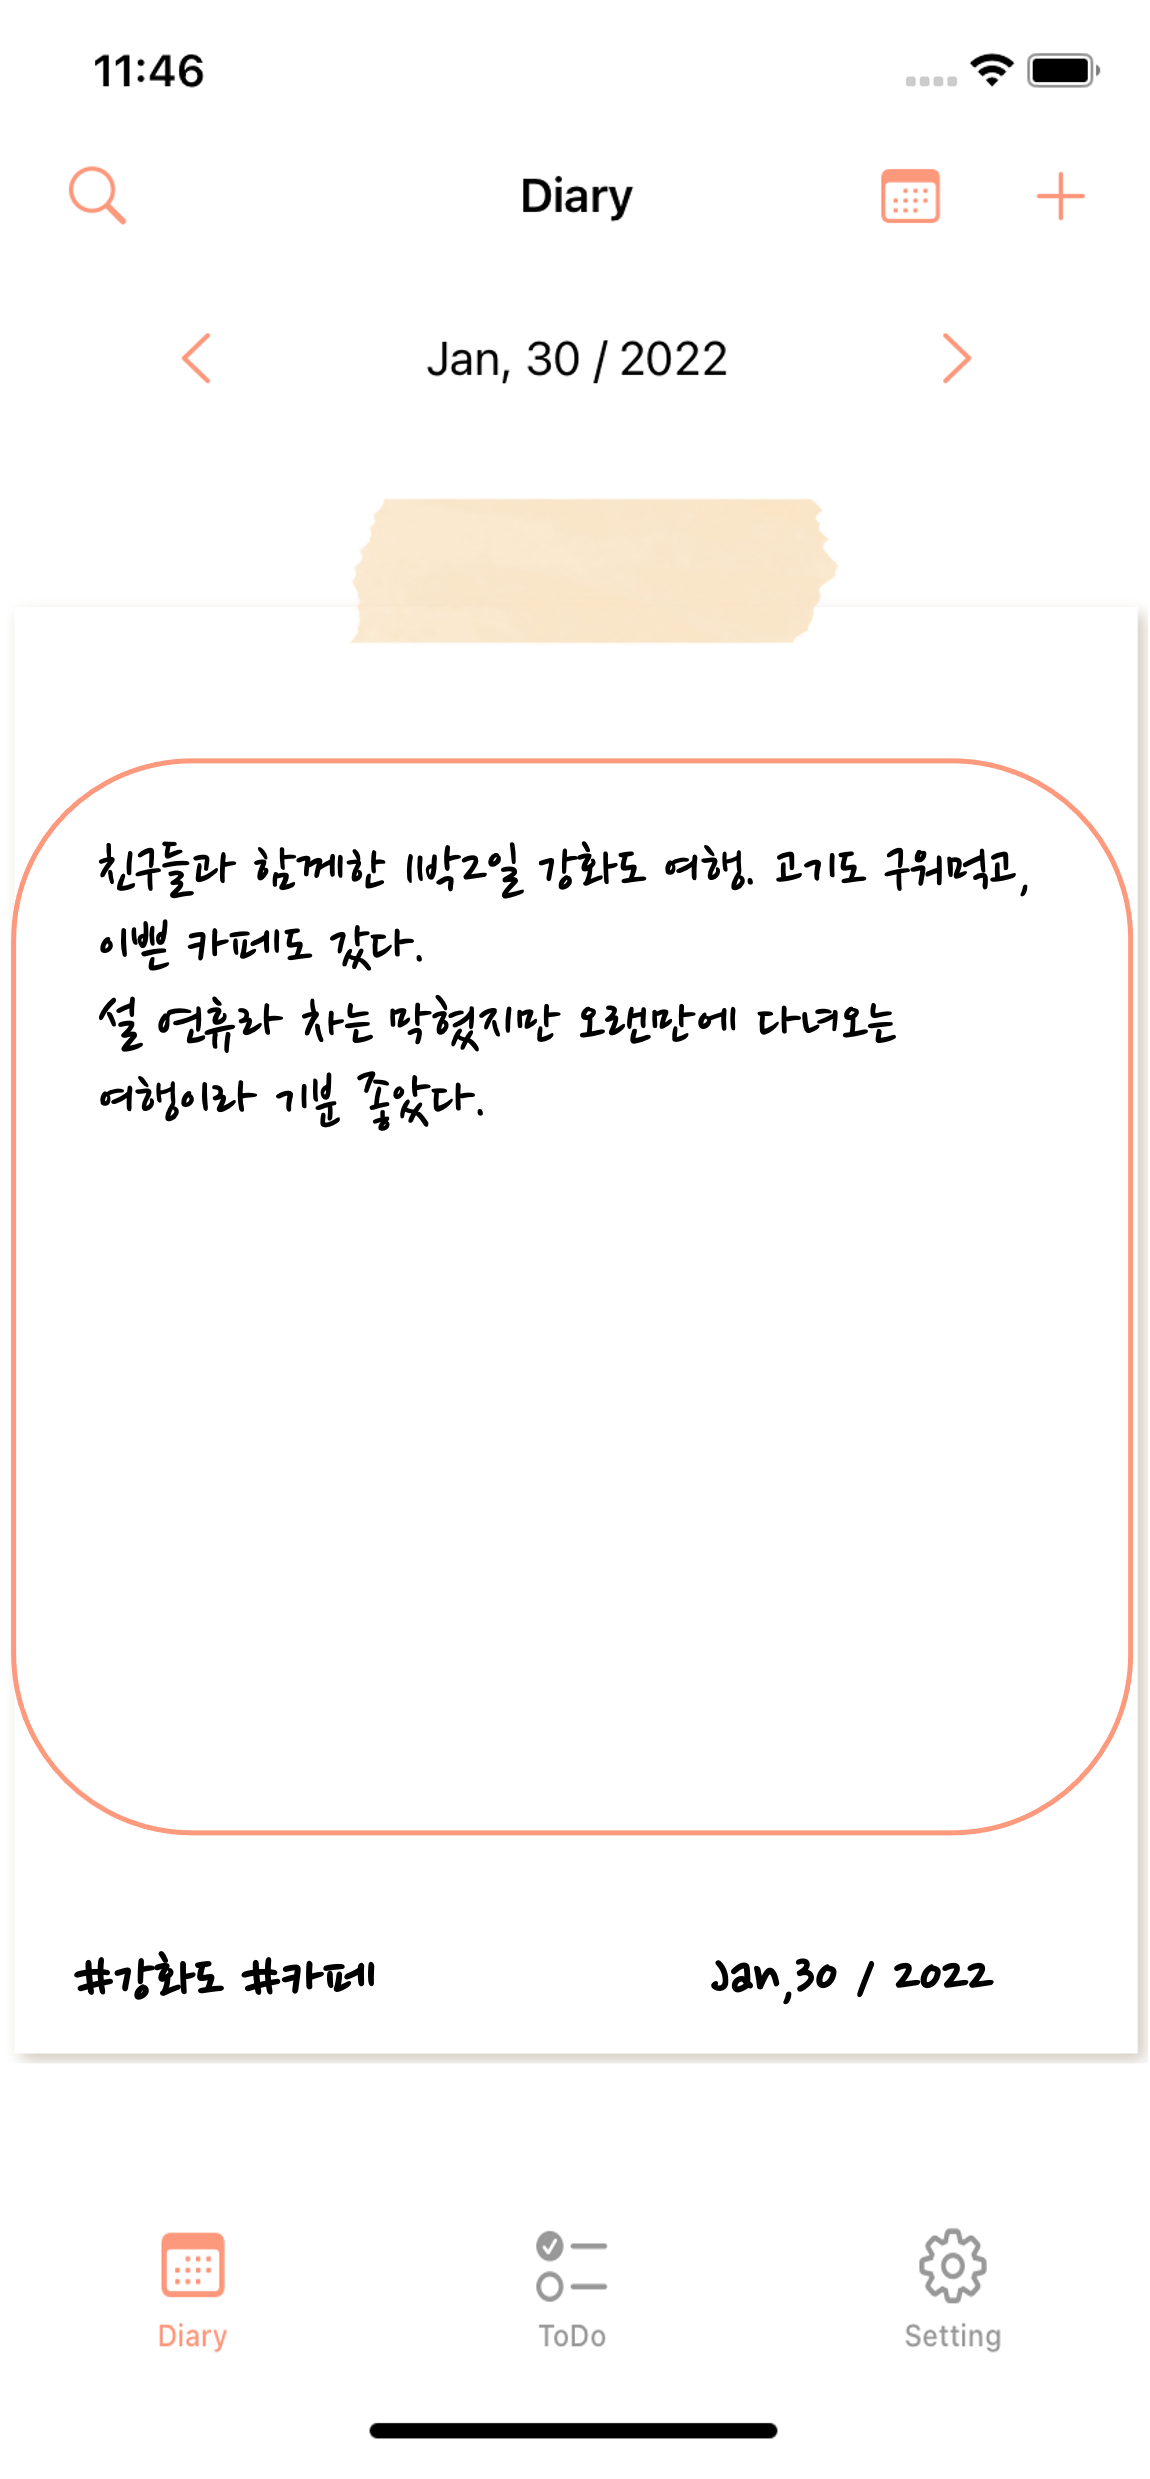 11:46
Diary
Jan, 30 / 2022
친구들과 함께한 11박2일 강화도 여행. 고기도 구워먹고,
이쁜 카페도 갔다.
설 연휴라 차는 막혔지만 오랜만에 다녀오는
여행이라 기분 좋았다.
#강화도 #카페
Jan,30 / 2022
Diary
ToDo
Setting